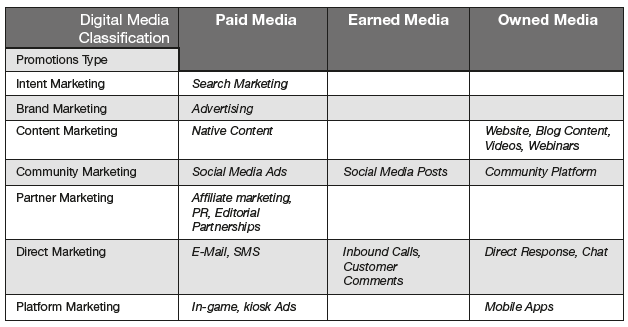 Digital Media Paid Media Earned Media Owned Media
Classification
Promotions Type
Intent Marketing Search Marketing
Brand Marketing Advertising
Content Marketing Native Content Website, Blog Content,
Videos, Webinars
Community Marketing Social Media Ads Social Media Posts Community Platform
Partner Marketing Affiliate marketing,
PR, Editorial
Partnerships
Direct Marketing E-Mail, SMS Inbound Calls, Direct Response, Chat
Customer
Comments
Platform Marketing In-game, kiosk Ads Mobile Apps